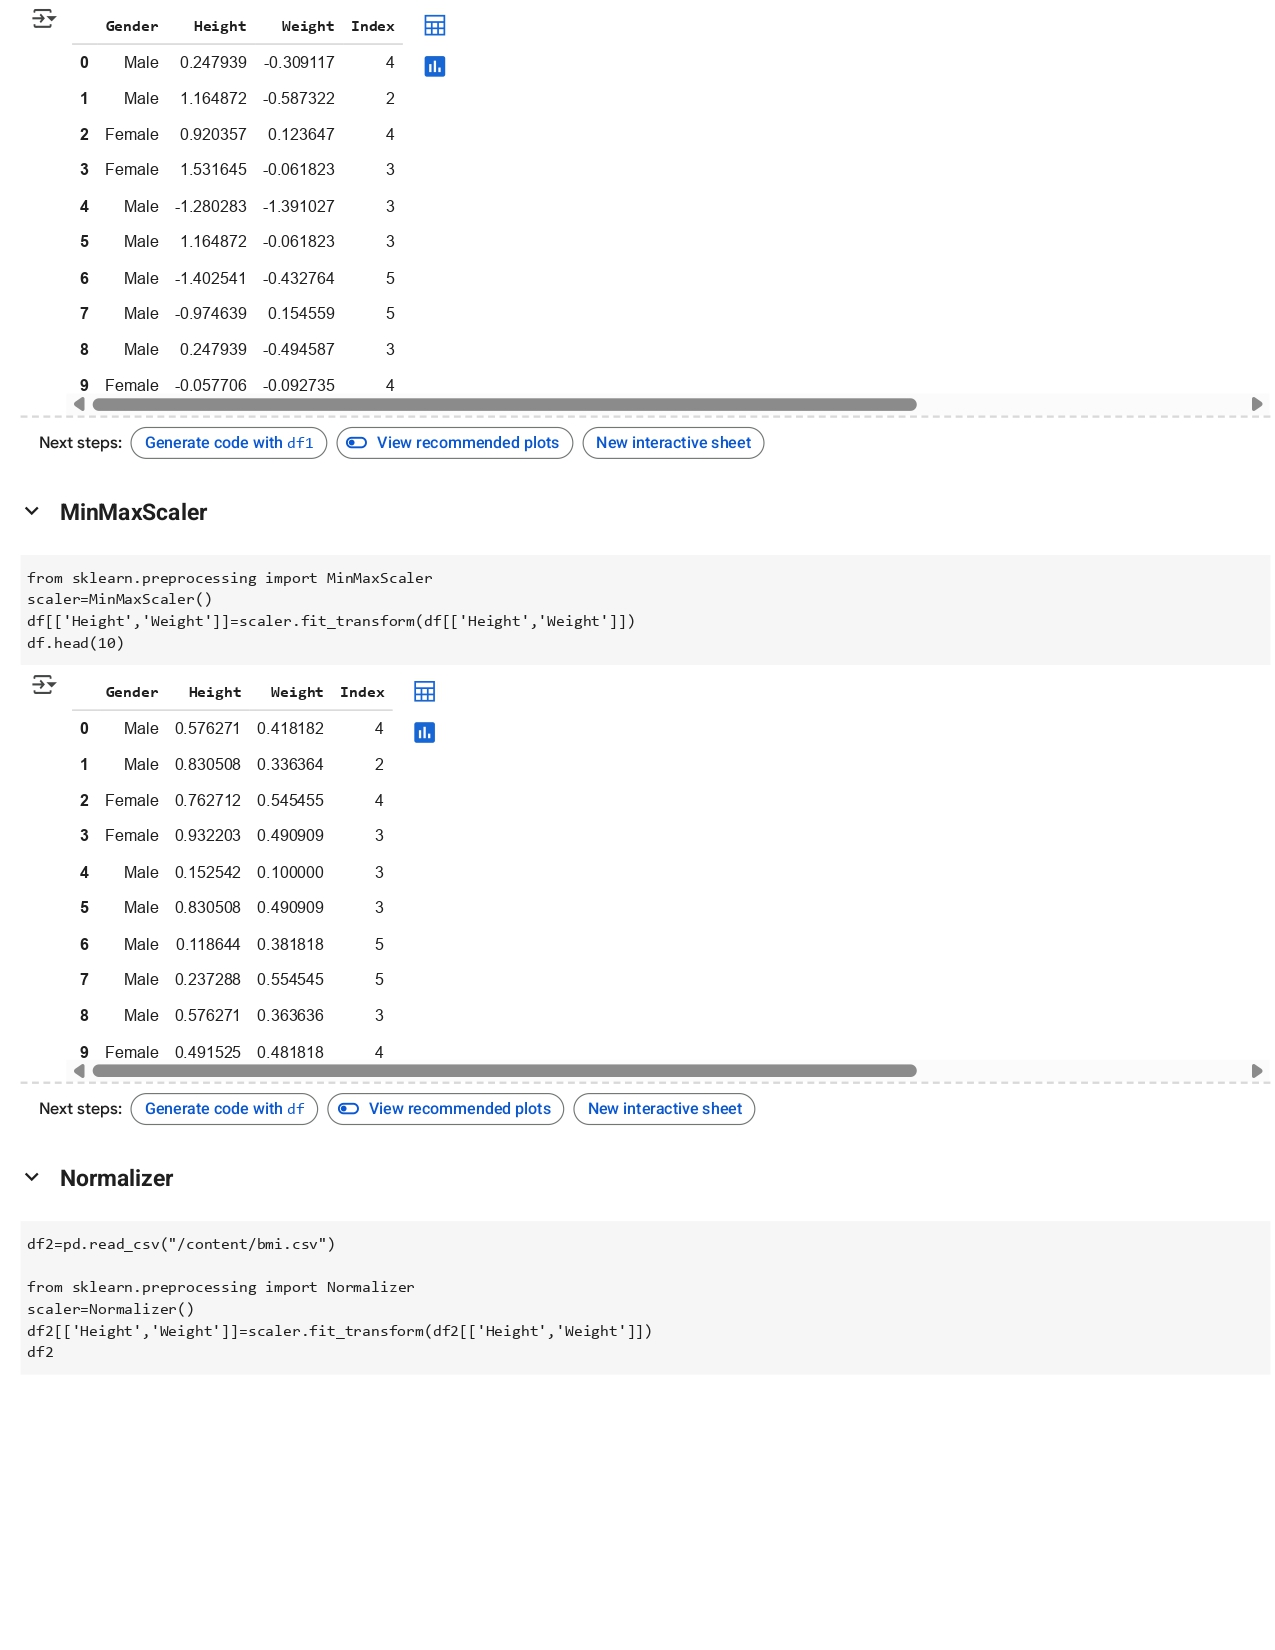 Gender Height Weight Index
0 Male 0.247939 -0.309117 4
1 Male 1.164872 -0.587322 2
2 Female 0.920357 0.123647 4
3 Female 1.531645 -0.061823 3
4 Male -1.280283 -1.391027 3
5 Male 1.164872 -0.061823 3
6 Male -1.402541 -0.432764 5
7 Male -0.974639 0.154559 5
8 Male 0.247939 -0.494587 3
9 Female -0.057706 -0.092735 4
Next steps: Generate code with df1 View recommended plots New interactive sheet
MinMaxScaler
from sklearn.preprocessing import MinMaxScaler
scaler=MinMaxScaler()
df[['Height','Weight']]=scaler.fit_transform(df[['Height','Weight']])
df.head(10)
Gender Height Weight Index
0 Male 0.576271 0.418182 4
1 Male 0.830508 0.336364 2
2 Female 0.762712 0.545455 4
3 Female 0.932203 0.490909 3
4 Male 0.152542 0.100000 3
5 Male 0.830508 0.490909 3
6 Male 0.118644 0.381818 5
7 Male 0.237288 0.554545 5
8 Male 0.576271 0.363636 3
9 Female 0.491525 0.481818 4
Next steps: Generate code with df View recommended plots New interactive sheet
Normalizer
df2=pd.read_csv("/content/bmi.csv")
from sklearn.preprocessing import Normalizer
scaler=Normalizer()
df2[['Height','Weight']]=scaler.fit_transform(df2[['Height','Weight']])
df2